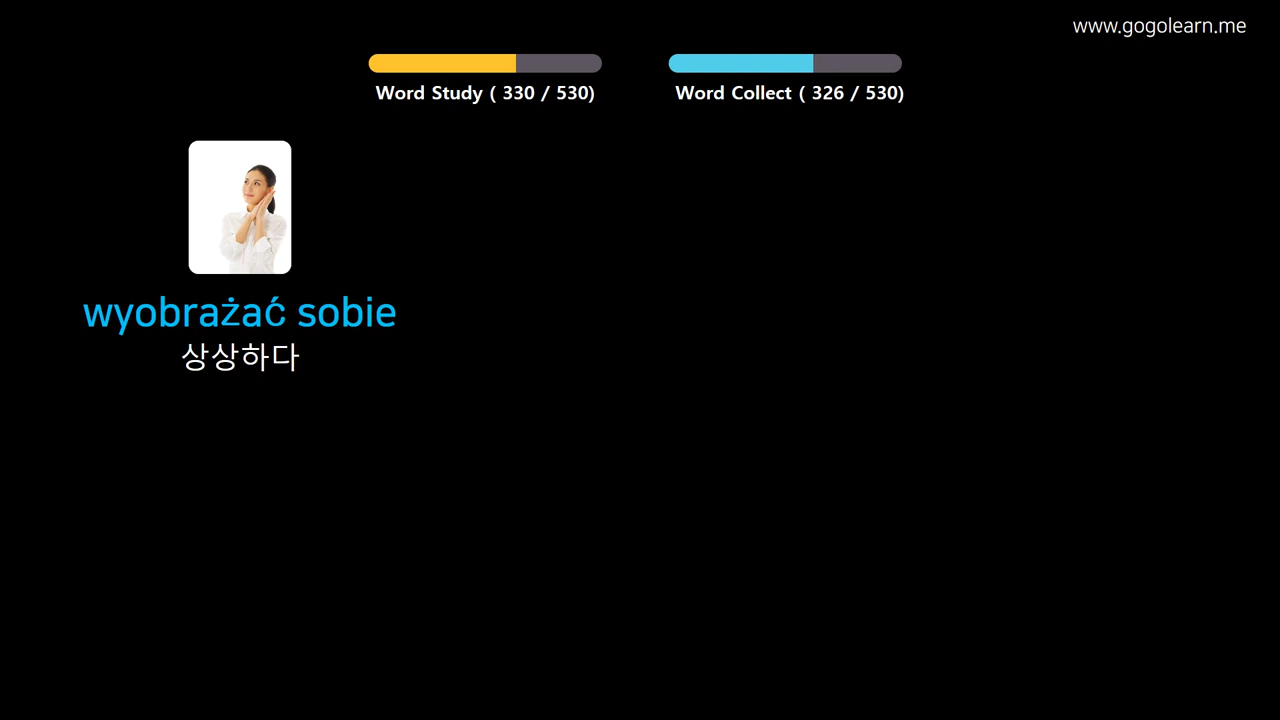 www.gogolearn.me
Word Study ( 330 / 530)
Word Collect ( 326 / 530)
wyobrażać sobie
상상하다